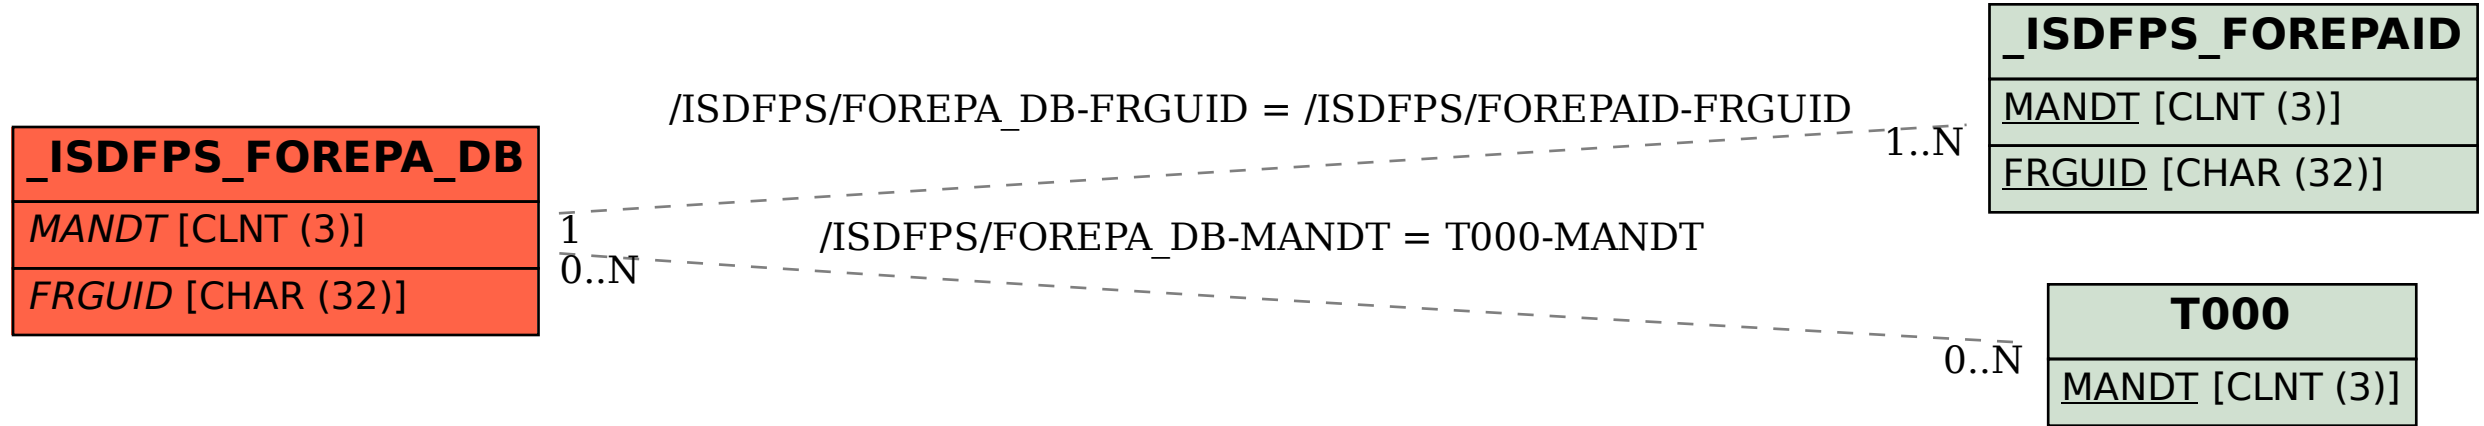 _ISDFPS_FOREPA_DB
MANDT [CLNT (3)]
FRGUID [CHAR (32)]
/ISDFPS/FOREPA_DB-FRGUID = /ISDFPS/FOREPAID-FRGUID
1
1..N
/ISDFPS/FOREPA_DB-MANDT = T000-MANDT
0..N
0..N
_ISDFPS_FOREPAID
MANDT [CLNT (3)]
FRGUID [CHAR (32)]
T000
MANDT [CLNT (3)]